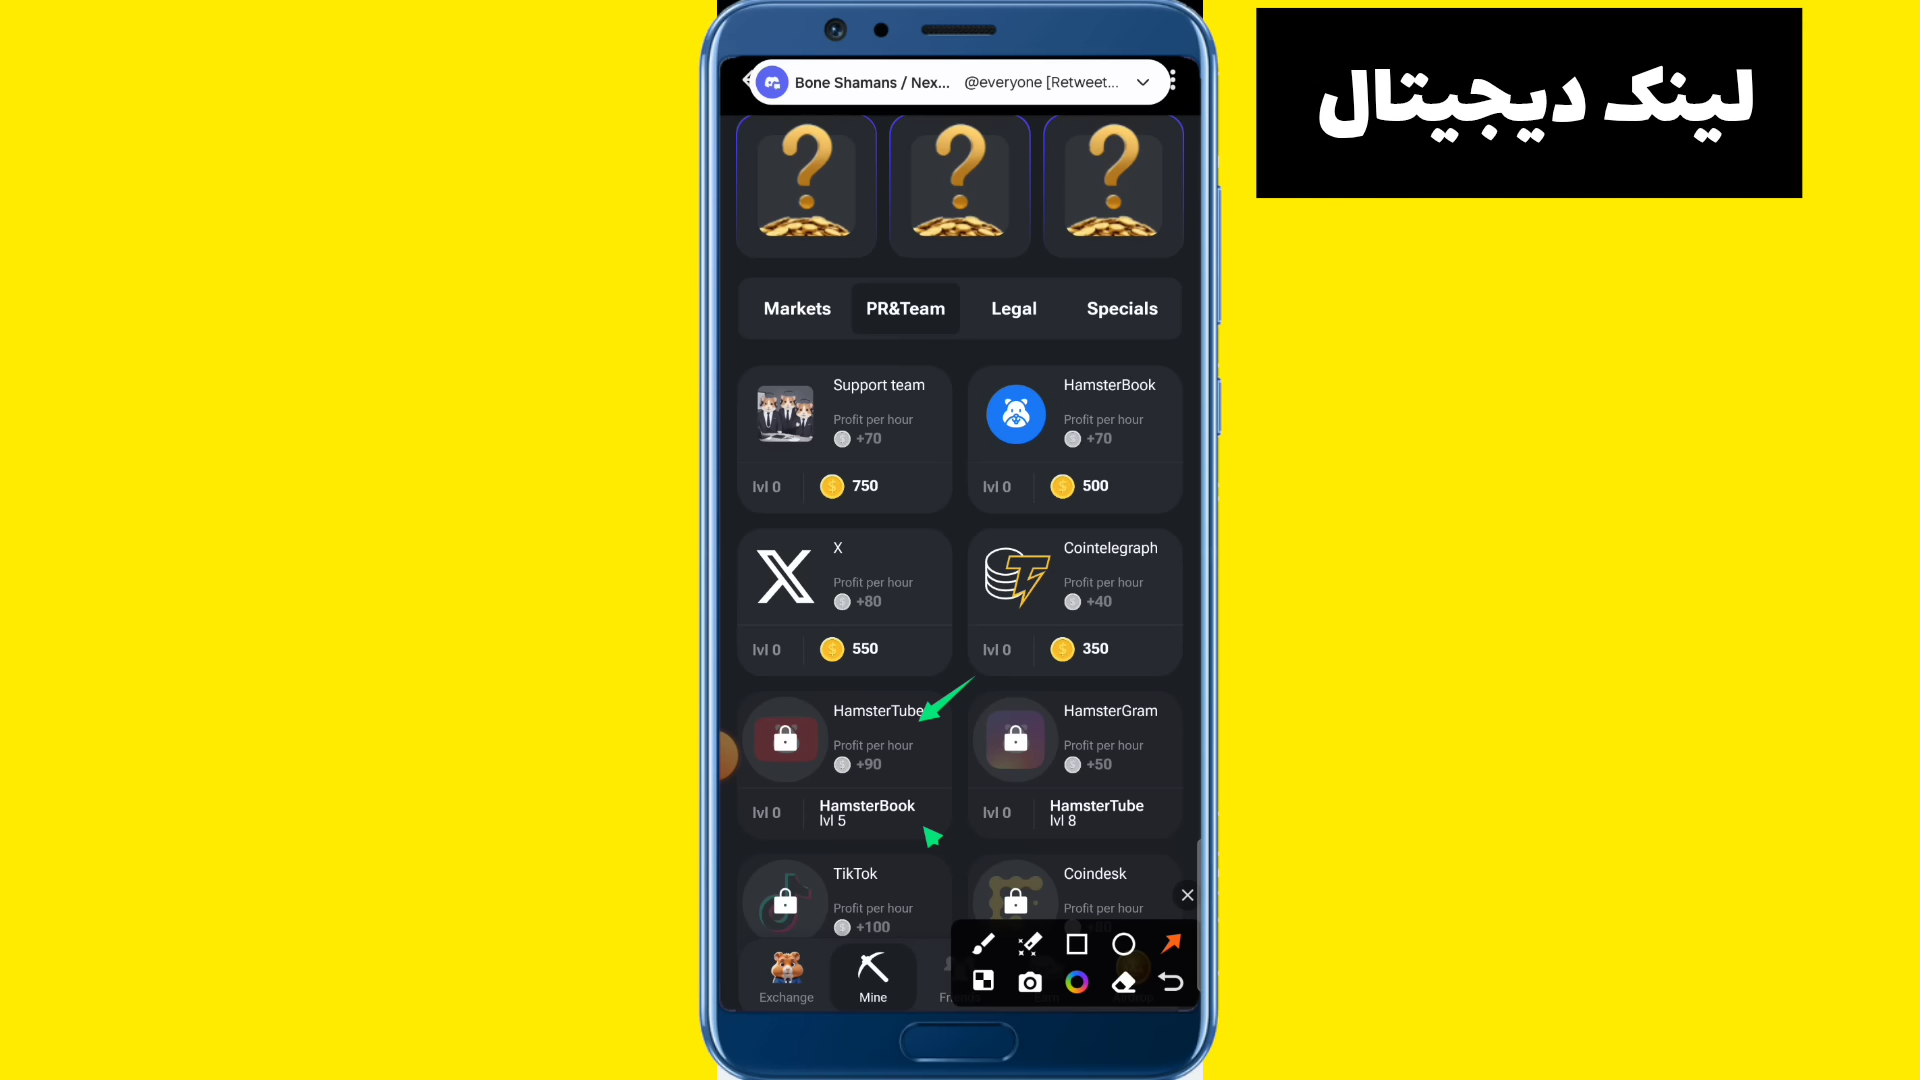 لینک دیجیتال
Bone Shamans / Nex... @everyone [Retweet...
Markets PR&Team Legal Specials
Support team
Profit per hour
+70
lvl 0 750
HamsterBook
Profit per hour
+70
lvl 0 500
X
Profit per hour
+80
lvl 0 550
Cointelegraph
Profit per hour
+40
lvl 0 350
HamsterTube
Profit per hour
+90
lvl 0 HamsterBook
lvl 5
HamsterGram
Profit per hour
+50
lvl 0 HamsterTube
lvl 8
TikTok
Profit per hour
+100
Coindesk
Profit per hour
+80
Exchange Mine